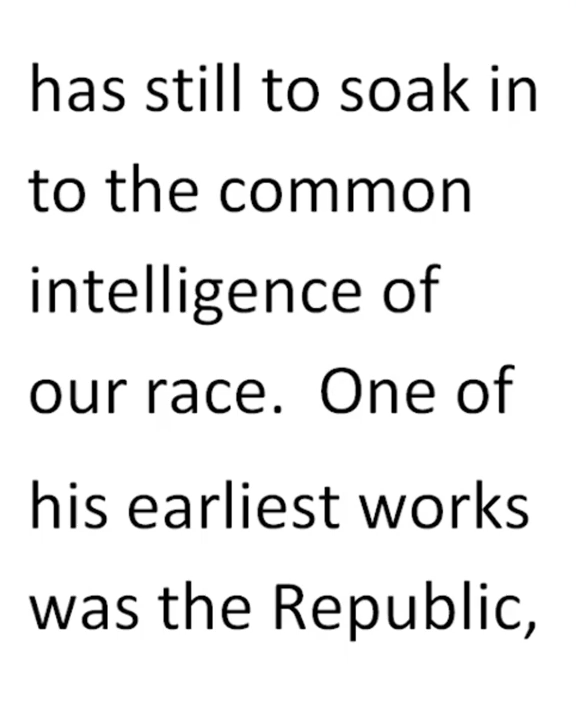 has still to soak in
to the common
intelligence of
our race.  One of
his earliest works
was the Republic,